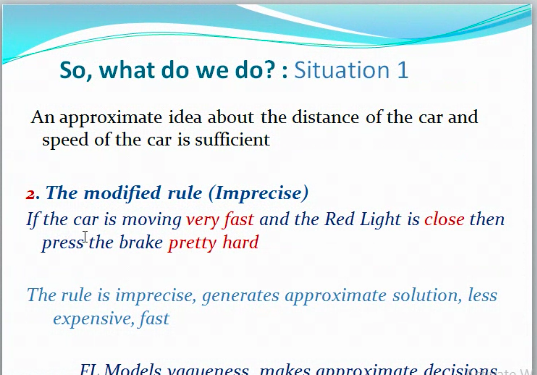 So, what do we do? : Situation 1
An approximate idea about the distance of the car and
speed of the car is sufficient
2. The modified rule (Imprecise)
If the car is moving very fast and the Red Light is close then
press the brake pretty hard
The rule is imprecise, generates approximate solution, less
expensive, fast
FL Models vagueness, makes approximate decisions